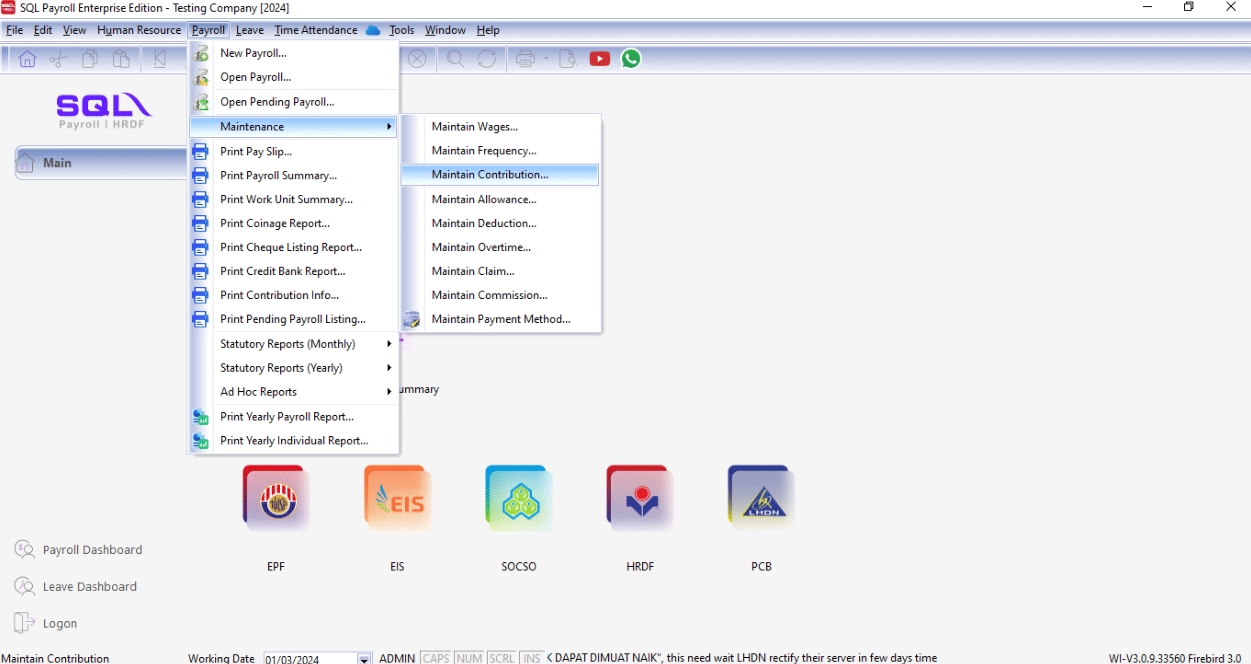 SQL Payroll Enterprise Edition - Testing Company [2024]
File Edit View Human Resource Payroll Leave Time Attendance Tools Window Help
SQL
Payroll | HRDF
Main
New Payroll...
Open Payroll...
Open Pending Payroll...
Maintenance
Print Pay Slip...
Print Payroll Summary...
Print Work Unit Summary...
Print Coinage Report...
Print Cheque Listing Report...
Print Credit Bank Report...
Print Contribution Info...
Print Pending Payroll Listing...
Statutory Reports (Monthly)
Statutory Reports (Yearly)
Ad Hoc Reports
Print Yearly Payroll Report...
Print Yearly Individual Report...
Maintain Wages...
Maintain Frequency...
Maintain Contribution...
Maintain Allowance...
Maintain Deduction...
Maintain Overtime...
Maintain Claim...
Maintain Commission...
Maintain Payment Method...
ummary
EIS
LHDN
EPF EIS SOCSO HRDF PCB
Payroll Dashboard
Leave Dashboard
Logon
Maintain Contribution Working Date 01/03/2024 ADMIN CAPS NUM SCRL INS K DAPAT DIMUAT NAIK", this need wait LHDN rectify their server in few days time WI-V3.0.9.33560 Firebird 3.0